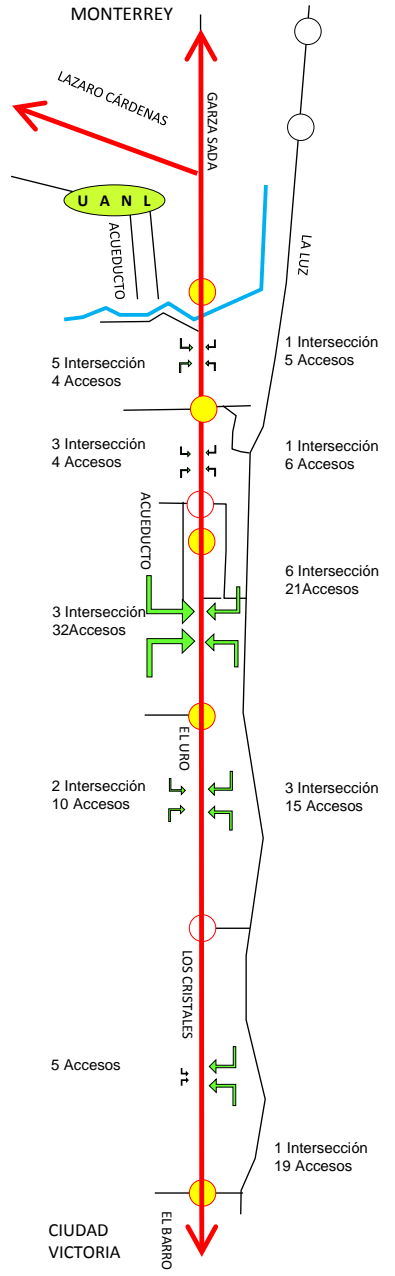 MONTERREY
LAZARO CÁRDENAS
GARZA SADA
U A N L
ACUEDUCTO
LA LUZ
5 Intersección
4 Accesos
1 Intersección
5 Accesos
3 Intersección
4 Accesos
1 Intersección
6 Accesos
ACUEDUCTO
6 Intersección
21Accesos
3 Intersección
32Accesos
EL URO
2 Intersección
10 Accesos
3 Intersección
15 Accesos
LOS CRISTALES
5 Accesos
1 Intersección
19 Accesos
CIUDAD
VICTORIA
EL BARRO